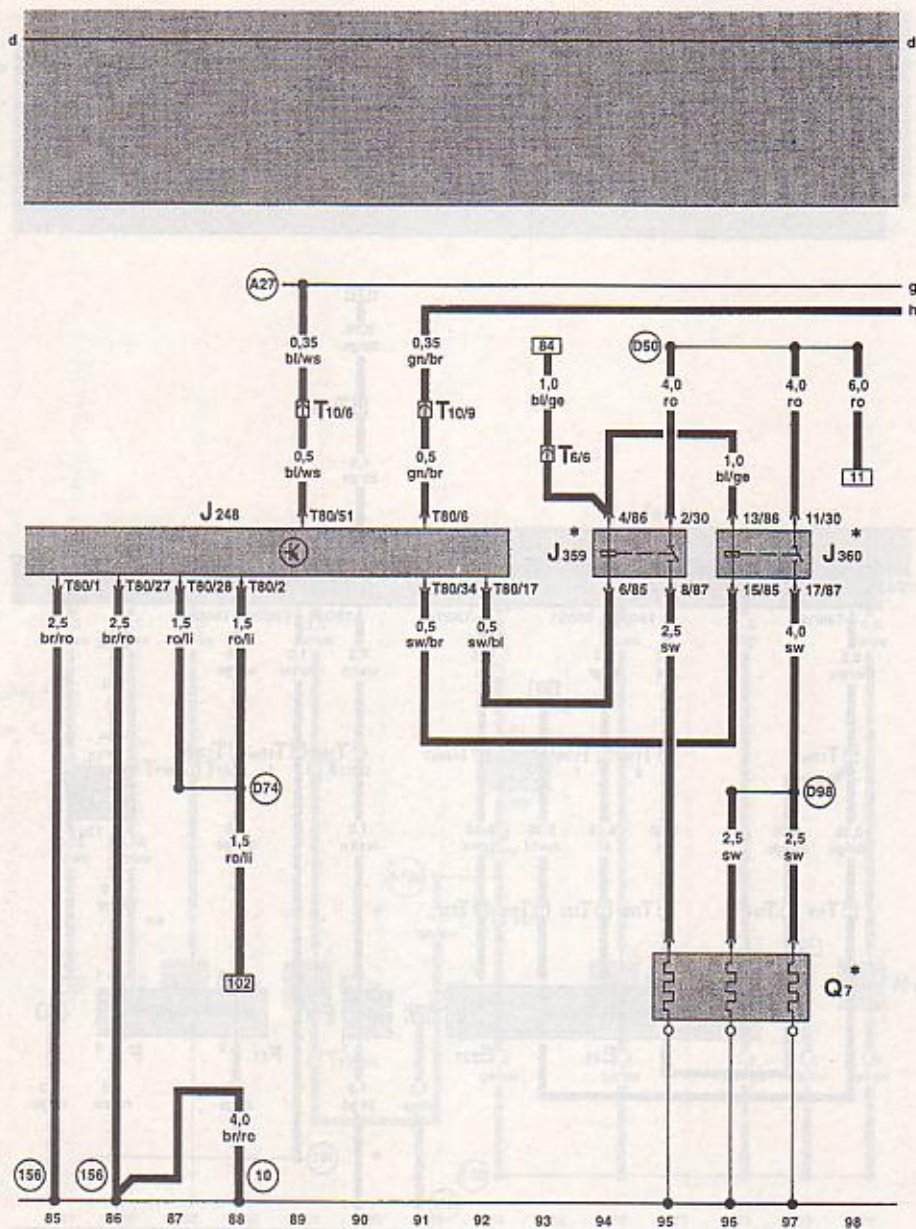 d d
A27 g
h
0,35 0,35 84 D50
bl/ws gn/br 1,0 4,0 4,0 6,0
bl/ge ro ro ro
T10/6 T10/9
0,5 0,5 T6/6 1,0 11
bl/ws gn/br bl/ge
J248 T80/51 T80/6 4/86 2/30 13/86 11/30
K J359* J360*
T80/1 T80/27 T80/28 T80/2 T80/34 T80/17 6/85 8/87 15/85 17/87
2,5 2,5 1,5 1,5 0,5 0,5 2,5 4,0
br/ro br/ro ro/li ro/li sw/br sw/bl sw sw
D74 D98
1,5 2,5 2,5
ro/li sw sw
102 Q7*
4,0
br/ro
156 156 10
85 86 87 88 89 90 91 92 93 94 95 96 97 98